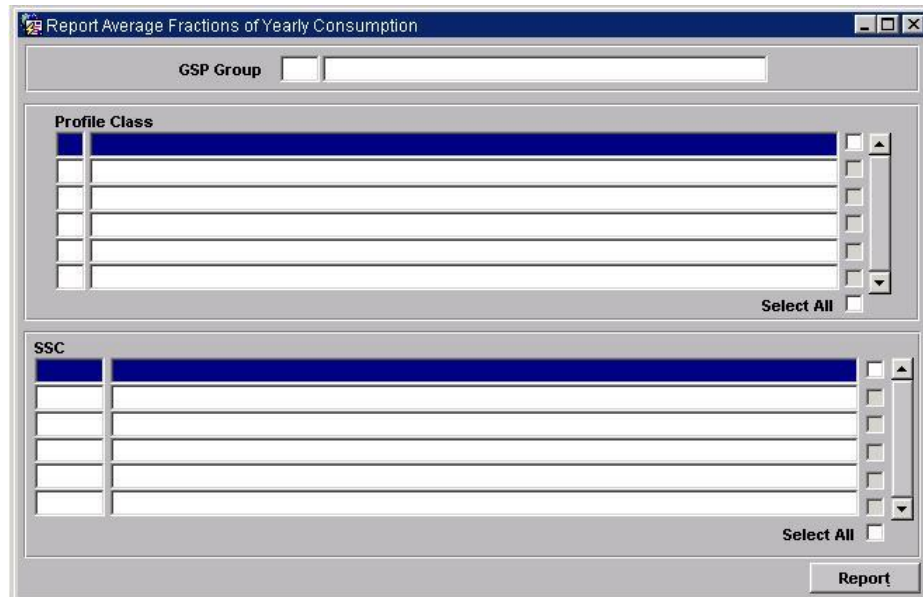 Report Average Fractions of Yearly Consumption
GSP Group
Profile Class
Select All
SSC
Select All
Report